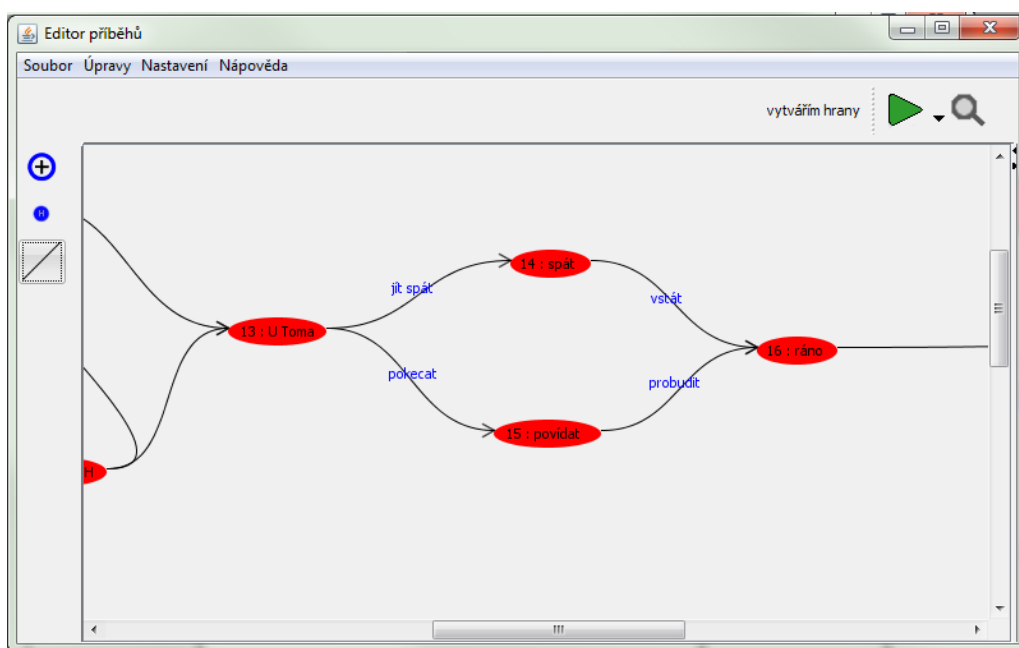 Editor příběhů
Soubor Úpravy Nastavení Nápověda
vytvářím hrany
H
14 : spát
jít spát
vstát
13 : U Toma
16 : ráno
pokecat
probudit
15 : povídat
H